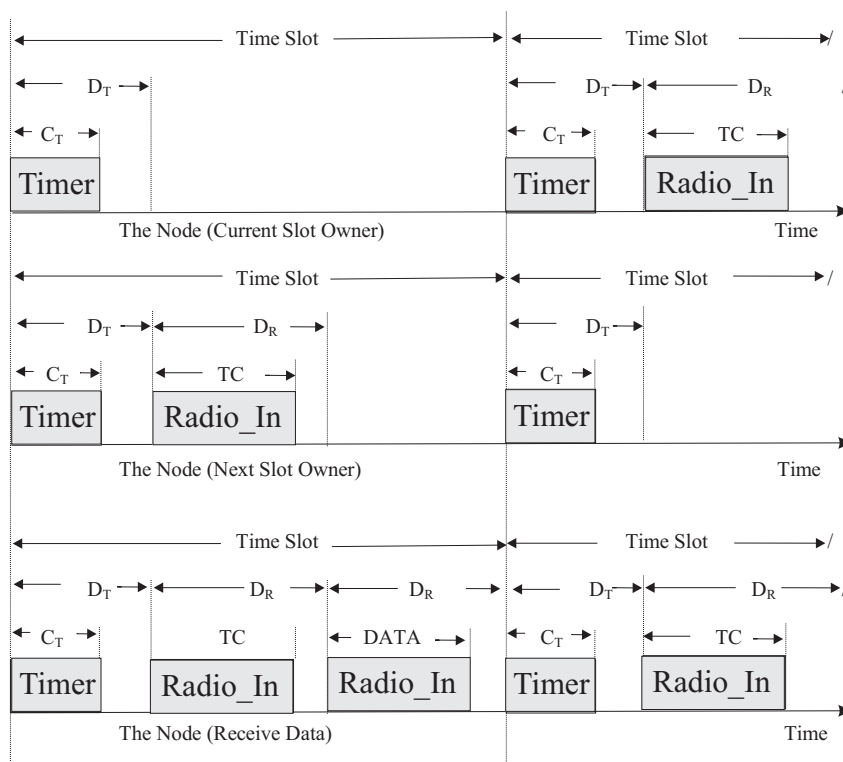 Time Slot Time Slot /
D_T D_T D_R /
C_T C_T TC
Timer Timer Radio_In
The Node (Current Slot Owner) Time
Time Slot Time Slot /
D_T D_R D_T
C_T TC C_T
Timer Radio_In Timer
The Node (Next Slot Owner) Time
Time Slot Time Slot /
D_T D_R D_R D_T D_R /
C_T TC DATA C_T TC
Timer Radio_In Radio_In Timer Radio_In
The Node (Receive Data) Time